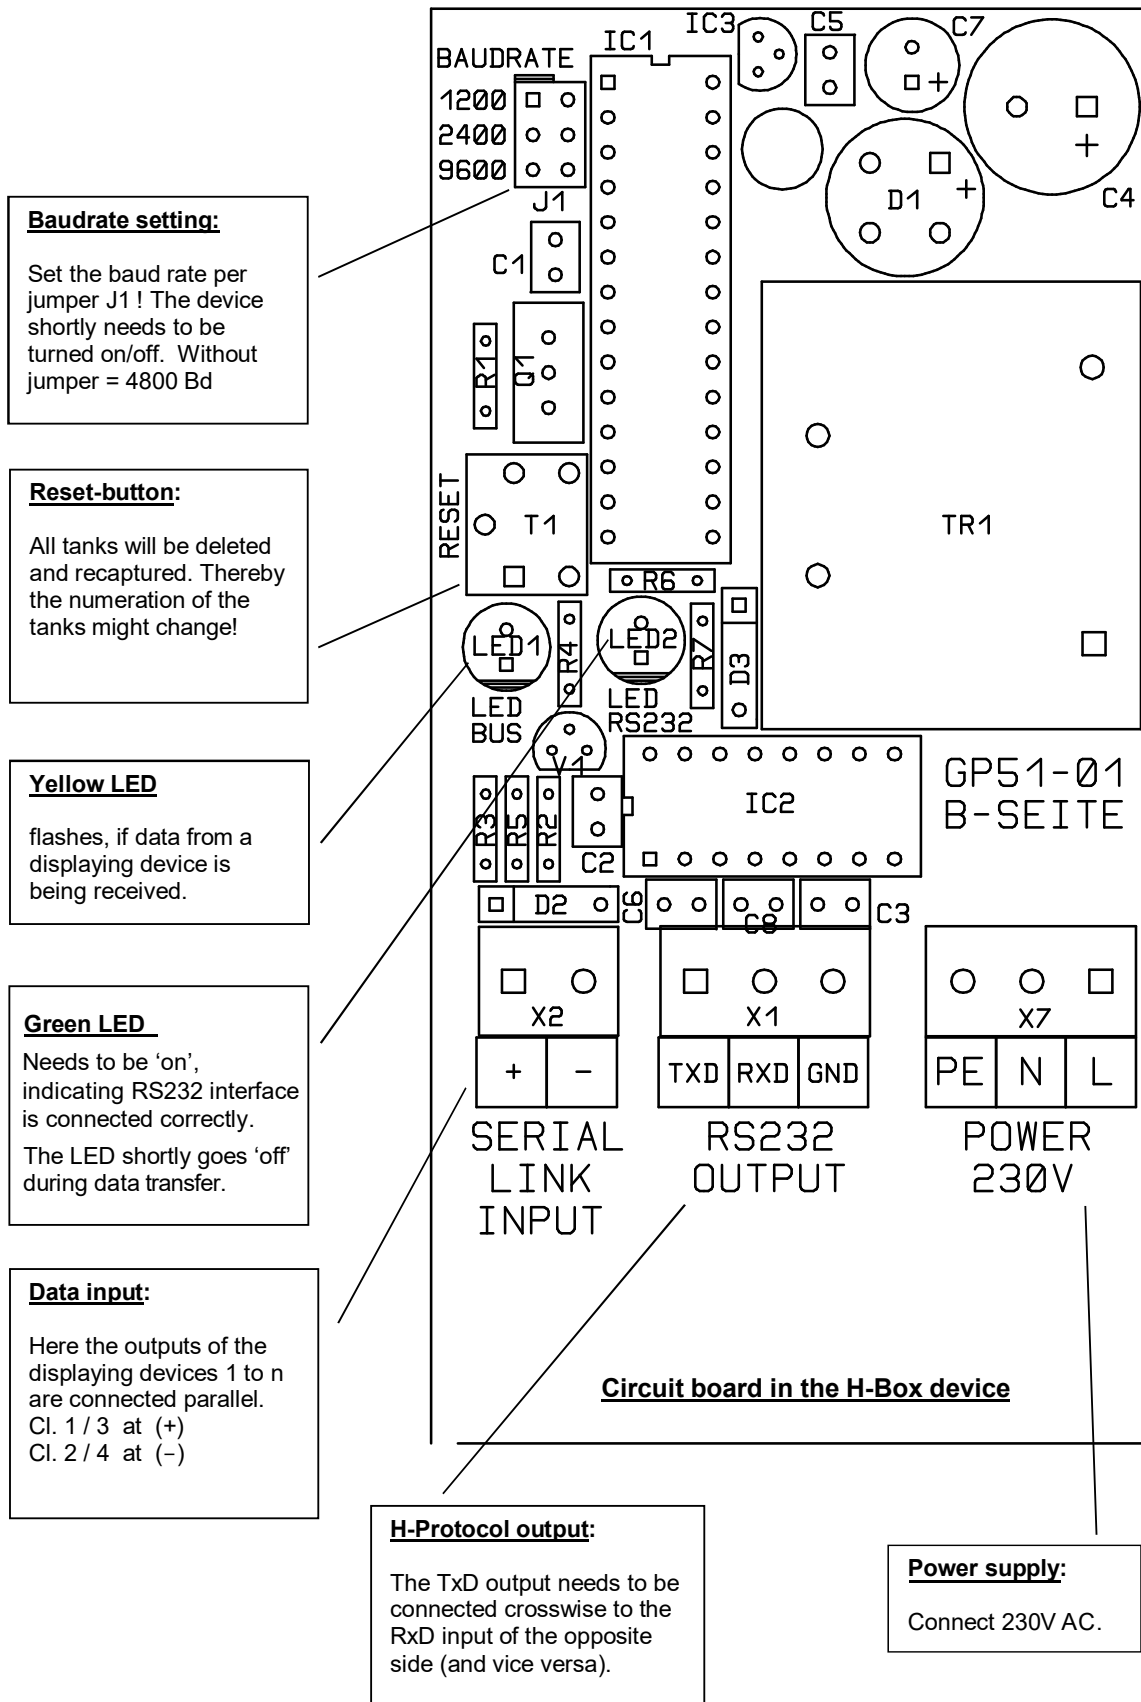 IC3
C5
C7
IC1
BAUDRATE
1200
2400
9600
J1
+
+
C4
D1
+
C1
R1
Q1
RESET
T1
TR1
R6
LED1
R4
LED2
R7
D3
LED
BUS
LED
RS232
V1
IC2
GP51-01
B-SEITE
R3
R5
R2
C2
D2
C6
C8
C3
X2
X1
X7
+
-
TXD
RXD
GND
PE
N
L
SERIAL
LINK
INPUT
RS232
OUTPUT
POWER
230V
Circuit board in the H-Box device
Baudrate setting:
Set the baud rate per
jumper J1 ! The device
shortly needs to be
turned on/off. Without
jumper = 4800 Bd
Reset-button:
All tanks will be deleted
and recaptured. Thereby
the numeration of the
tanks might change!
Yellow LED
flashes, if data from a
displaying device is
being received.
Green LED
Needs to be ‘on’,
indicating RS232 interface
is connected correctly.
The LED shortly goes ‘off’
during data transfer.
Data input:
Here the outputs of the
displaying devices 1 to n
are connected parallel.
Cl. 1 / 3 at (+)
Cl. 2 / 4 at (−)
H-Protocol output:
The TxD output needs to be
connected crosswise to the
RxD input of the opposite
side (and vice versa).
Power supply:
Connect 230V AC.